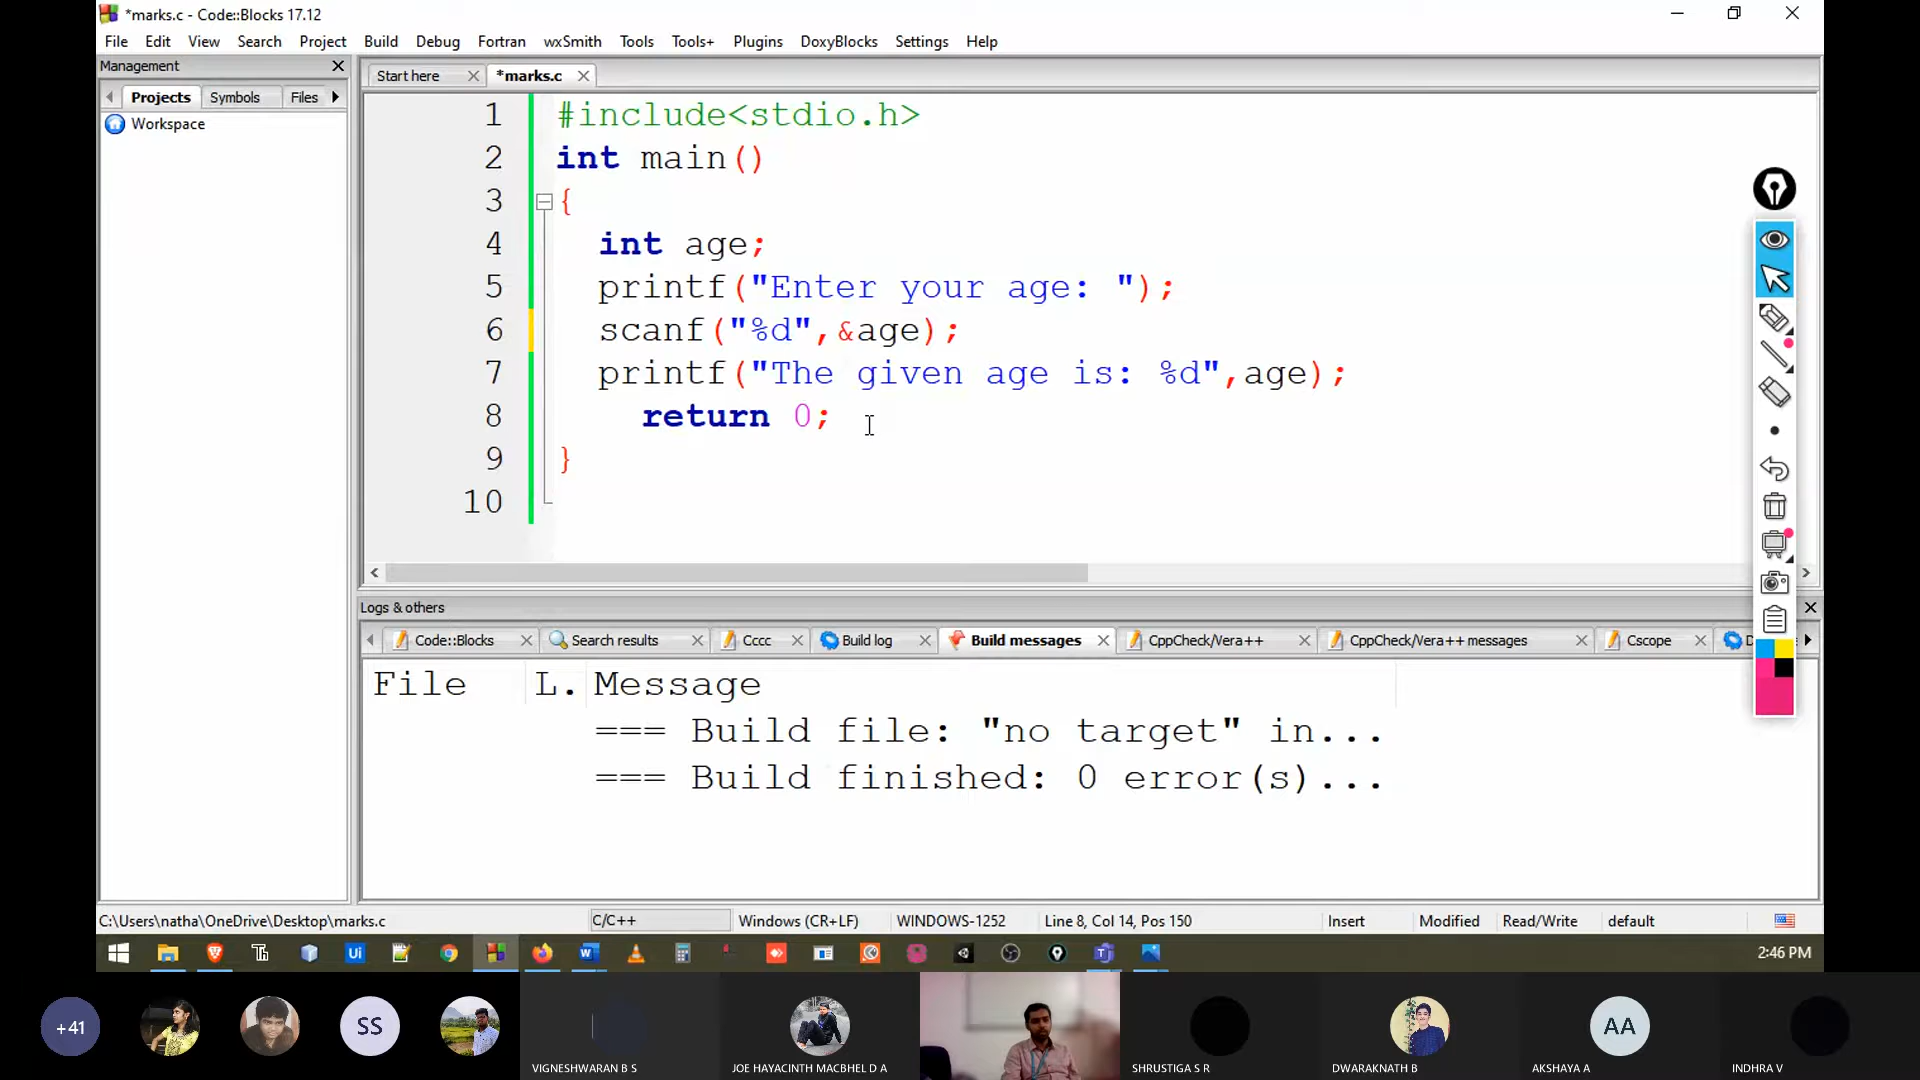 *marks.c - Code::Blocks 17.12
File Edit View Search Project Build Debug Fortran wxSmith Tools Tools+ Plugins DoxyBlocks Settings Help
Management
Start here *marks.c
Projects Symbols Files
Workspace
1 #include<stdio.h>
2 int main()
3 {
4 int age;
5 printf("Enter your age: ");
6 scanf("%d",&age);
7 printf("The given age is: %d",age);
8 return 0;
9 }
10
Logs & others
Code::Blocks Search results Cccc Build log Build messages CppCheck/Vera++ CppCheck/Vera++ messages Cscope
File L. Message
=== Build file: "no target" in...
=== Build finished: 0 error(s)...
C:\Users\natha\OneDrive\Desktop\marks.c C/C++ Windows (CR+LF) WINDOWS-1252 Line 8, Col 14, Pos 150 Insert Modified Read/Write default
2:46 PM
+41 SS AA
VIGNESHWARAN B S JOE HAYACINTH MACBHEL D A SHRUSTIGA S R DWARAKNATH B AKSHAYA A INDHRA V